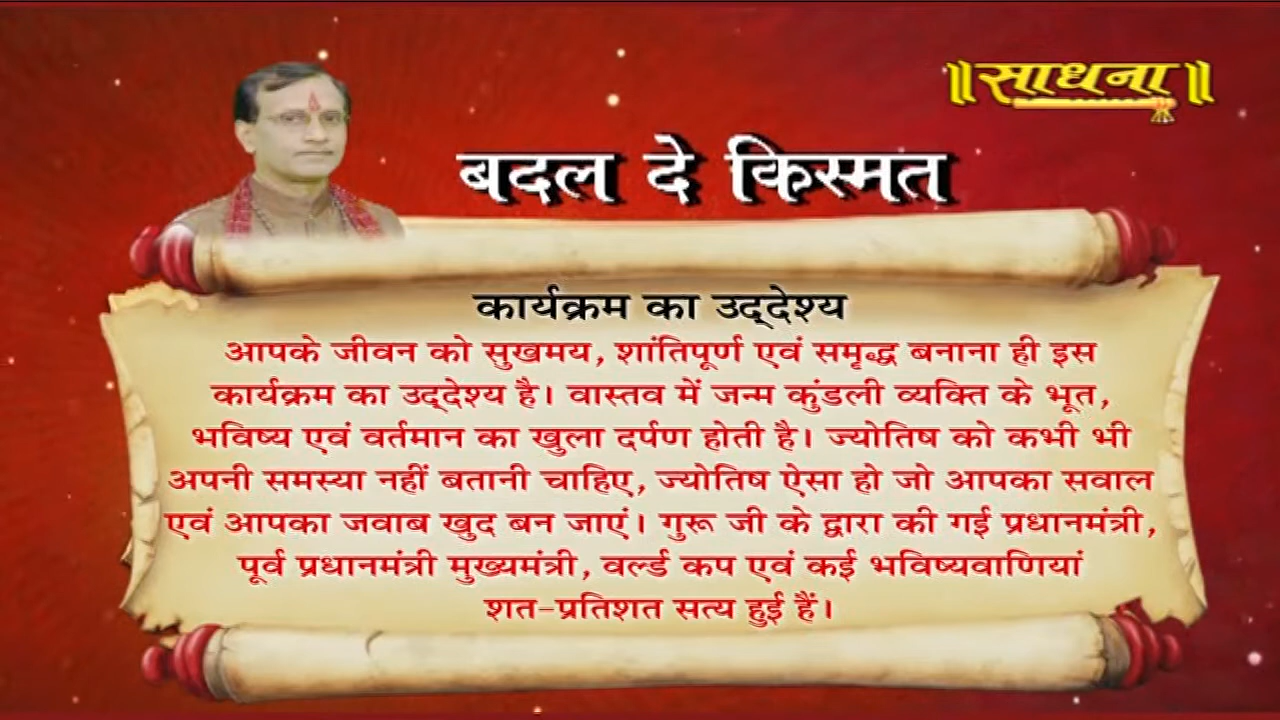 ॥साधना॥
बदल दे किस्मत
कार्यक्रम का उद्‌देश्य
आपके जीवन को सुखमय, शांतिपूर्ण एवं समृद्ध बनाना ही इस
कार्यक्रम का उद्‌देश्य है। वास्तव में जन्म कुंडली व्यक्ति के भूत,
भविष्य एवं वर्तमान का खुला दर्पण होती है। ज्योतिष को कभी भी
अपनी समस्या नहीं बतानी चाहिए, ज्योतिष ऐसा हो जो आपका सवाल
एवं आपका जवाब खुद बन जाएं। गुरू जी के द्वारा की गई प्रधानमंत्री,
पूर्व प्रधानमंत्री मुख्यमंत्री, वर्ल्ड कप एवं कई भविष्यवाणियां
शत-प्रतिशत सत्य हुई हैं।